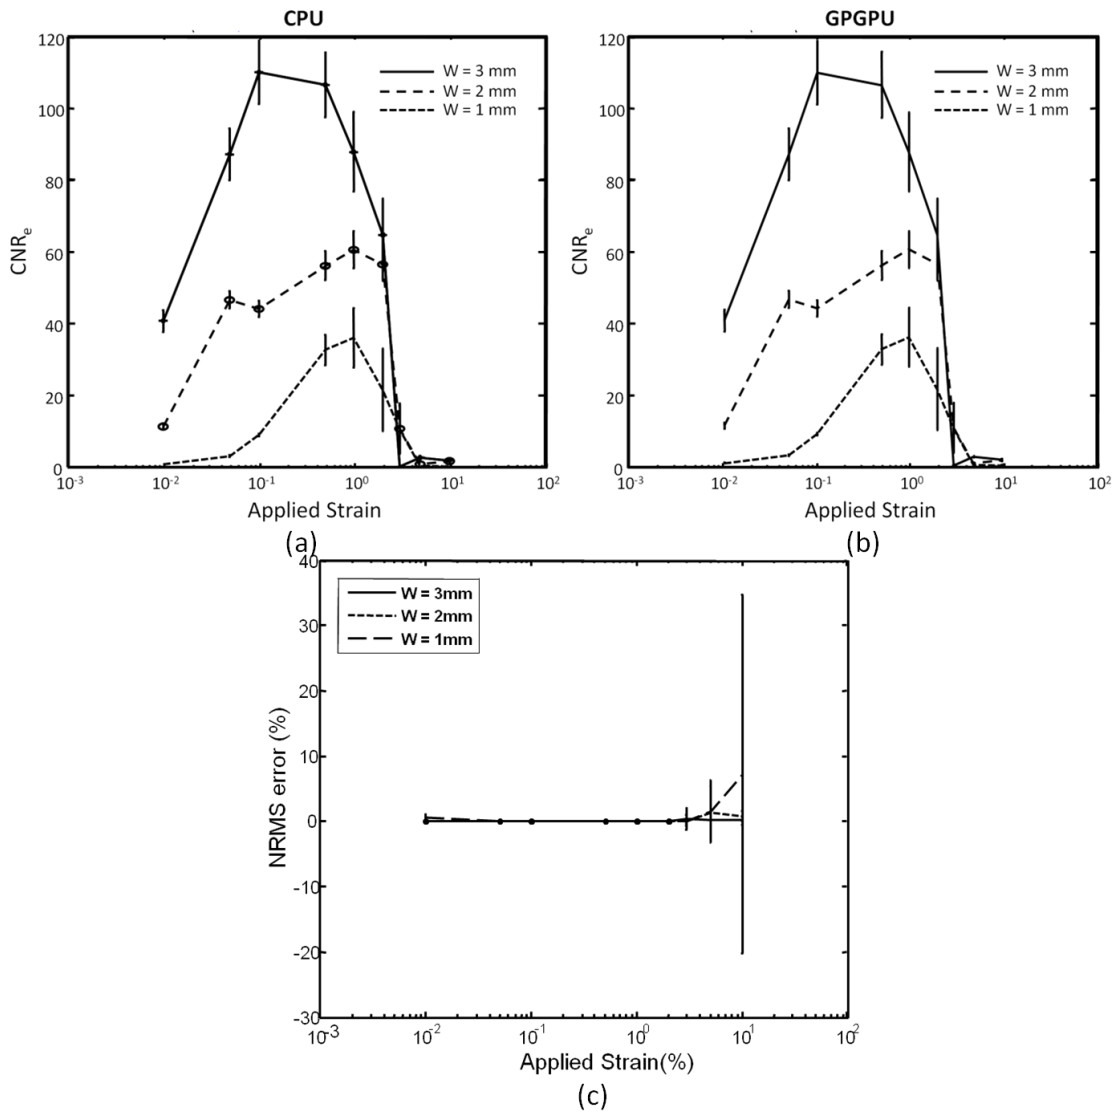 CPU
120
100
80
60
40
20
0
CNRe
W = 3 mm
W = 2 mm
W = 1 mm
10-3
10-2
10-1
100
101
102
Applied Strain
(a)
GPGPU
120
100
80
60
40
20
0
CNRe
W = 3 mm
W = 2 mm
W = 1 mm
10-3
10-2
10-1
100
101
102
Applied Strain
(b)
40
30
20
10
0
-10
-20
-30
NRMS error (%)
W = 3mm
W = 2mm
W = 1mm
10-3
10-2
10-1
100
101
102
Applied Strain(%)
(c)